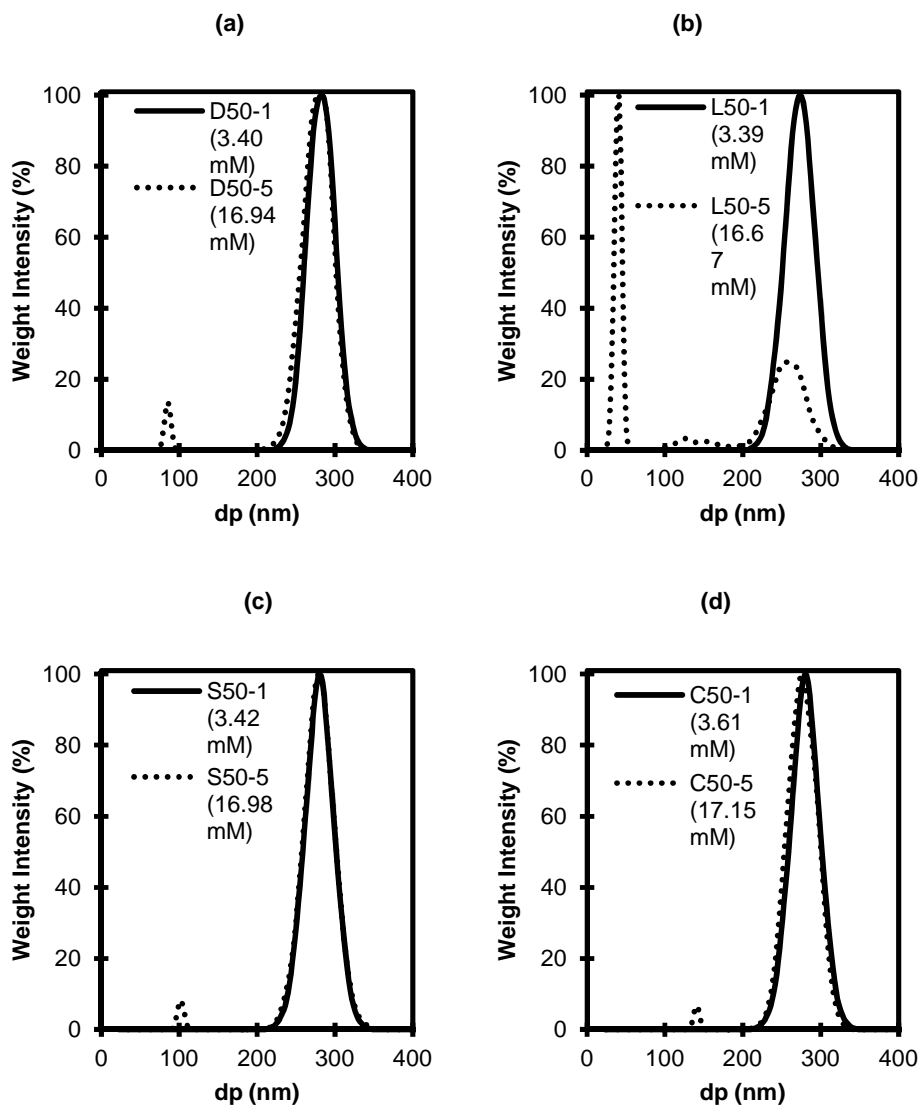 (a)
100
80
60
40
20
0
Weight Intensity (%)
D50-1
(3.40
mM)
D50-5
(16.94
mM)
0 100 200 300 400
dp (nm)
(b)
100
80
60
40
20
0
Weight Intensity (%)
L50-1
(3.39
mM)
L50-5
(16.6
7
mM)
0 100 200 300 400
dp (nm)
(c)
100
80
60
40
20
0
Weight Intensity (%)
S50-1
(3.42
mM)
S50-5
(16.98
mM)
0 100 200 300 400
dp (nm)
(d)
100
80
60
40
20
0
Weight Intensity (%)
C50-1
(3.61
mM)
C50-5
(17.15
mM)
0 100 200 300 400
dp (nm)